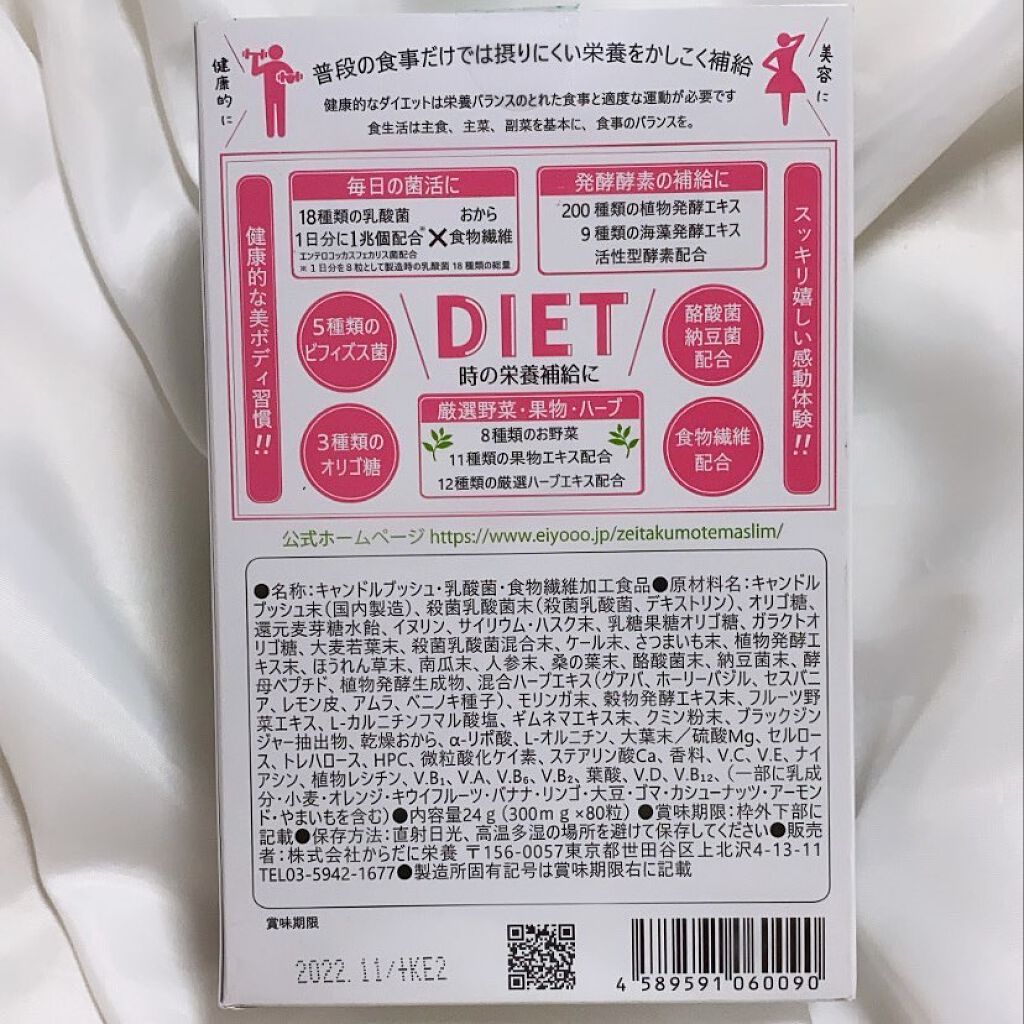 健康的に
美容に
普段の食事だけでは摂りにくい栄養をかしこく補給
健康的なダイエットは栄養バランスのとれた食事と適度な運動が必要です
食生活は主食、主菜、副菜を基本に、食事のバランスを。
健康的な美ボディ習慣!!
毎日の菌活に
18種類の乳酸菌
1日分に1兆個配合※
エンテロコッカスフェカリス菌配合
×
おから
食物繊維
※1日分を8粒として製造時の乳酸菌18種類の総量
発酵酵素の補給に
200種類の植物発酵エキス
9種類の海藻発酵エキス
活性型酵素配合
スッキリ嬉しい感動体験!!
5種類の
ビフィズス菌
DIET
時の栄養補給に
酪酸菌
納豆菌
配合
3種類の
オリゴ糖
厳選野菜・果物・ハーブ
8種類のお野菜
11種類の果物エキス配合
12種類の厳選ハーブエキス配合
食物繊維
配合
公式ホームページ https://www.eiyooo.jp/zeitakumotemaslim/
●名称:キャンドルブッシュ・乳酸菌・食物繊維加工食品●原材料名:キャンドル
ブッシュ末(国内製造)、殺菌乳酸菌末(殺菌乳酸菌、デキストリン)、オリゴ糖、
還元麦芽糖水飴、イヌリン、サイリウム・ハスク末、乳糖果糖オリゴ糖、ガラクトオ
リゴ糖、大麦若葉末、殺菌乳酸菌混合末、ケール末、さつまいも末、植物発酵エ
キス末、ほうれん草末、南瓜末、人参末、桑の葉末、酪酸菌末、納豆菌末、酵
母ペプチド、植物発酵生成物、混合ハーブエキス(グアバ、ホーリーバジル、セスバニ
ア、レモン皮、アムラ、ベニノキ種子)、モリンガ末、穀物発酵エキス末、フルーツ野
菜エキス、L-カルニチンフマル酸塩、ギムネマエキス末、クミン粉末、ブラックジン
ジャー抽出物、乾燥おから、α-リポ酸、L-オルニチン、大葉末/硫酸Mg、セルロー
ス、トレハロース、HPC、微粒酸化ケイ素、ステアリン酸Ca、香料、V.C、V.E、ナイ
アシン、植物レシチン、V.B₁、V.A、V.B₆、V.B₂、葉酸、V.D、V.B₁₂、(一部に乳成
分・小麦・オレンジ・キウイフルーツ・バナナ・リンゴ・大豆・ゴマ・カシューナッツ・アーモン
ド・やまいもを含む)●内容量24g(300mg×80粒)●賞味期限:枠外下部に
記載●保存方法:直射日光、高温多湿の場所を避けて保存してください●販売
者:株式会社からだに栄養 〒156-0057東京都世田谷区上北沢4-13-11
TEL03-5942-1677●製造所固有記号は賞味期限右に記載
賞味期限
2022.11/+KE2
4 589591 060090